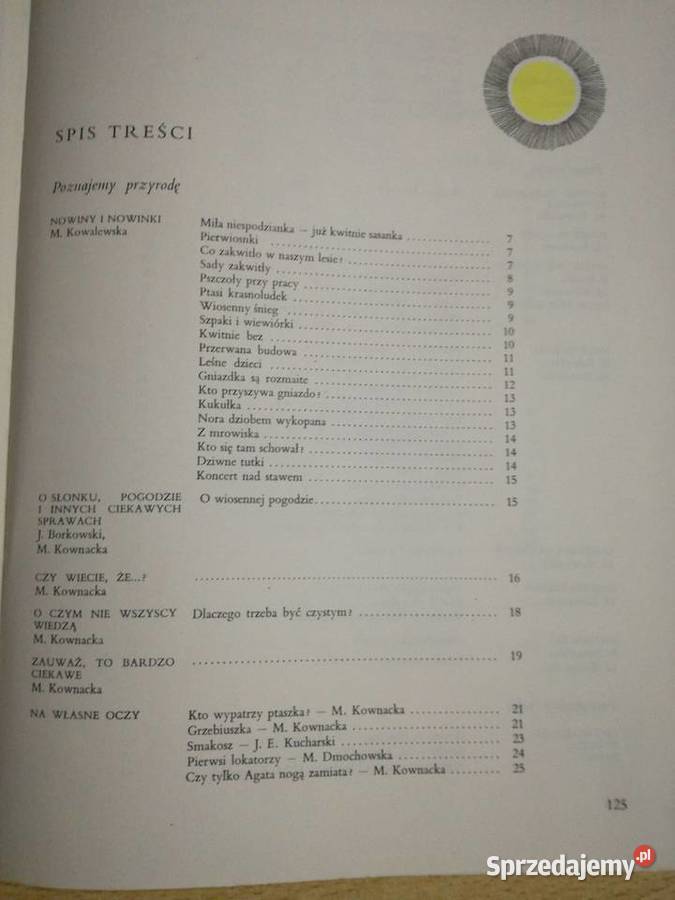 SPIS TREŚCI
Poznajemy przyrodę
NOWINY I NOWINKI
M. Kowalewska
Miła niespodzianka — już kwitnie sasanka .................... 7
Pierwiosnki .................... 7
Co zakwitło w naszym lesie? .................... 7
Sady zakwitły .................... 8
Pszczoły przy pracy .................... 9
Ptasi krasnoludek .................... 9
Wiosenny śnieg .................... 9
Szpaki i wiewiórki .................... 10
Kwitnie bez .................... 10
Przerwana budowa .................... 11
Leśne dzieci .................... 11
Gniazdka są rozmaite .................... 12
Kto przyszywa gniazdo? .................... 13
Kukułka .................... 13
Nora dziobem wykopana .................... 13
Z mrowiska .................... 14
Kto się tam schował? .................... 14
Dziwne tutki .................... 14
Koncert nad stawem .................... 15
O SŁONKU, POGODZIE
I INNYCH CIEKAWYCH
SPRAWACH
J. Borkowski,
M. Kownacka
O wiosennej pogodzie .................... 15
CZY WIECIE, ŻE...? .................... 16
M. Kownacka
O CZYM NIE WSZYSCY
WIEDZĄ
M. Kownacka
Dlaczego trzeba być czystym? .................... 18
ZAUWAŻ, TO BARDZO
CIEKAWE .................... 19
M. Kownacka
NA WŁASNE OCZY
Kto wypatrzy ptaszka? — M. Kownacka .................... 21
Grzebiuszka — M. Kownacka .................... 21
Smakosz — J. E. Kucharski .................... 23
Pierwsi lokatorzy — M. Dmochowska .................... 24
Czy tylko Agata nogą zamiata? — M. Kownacka .................... 25
125
Sprzedajemy.pl